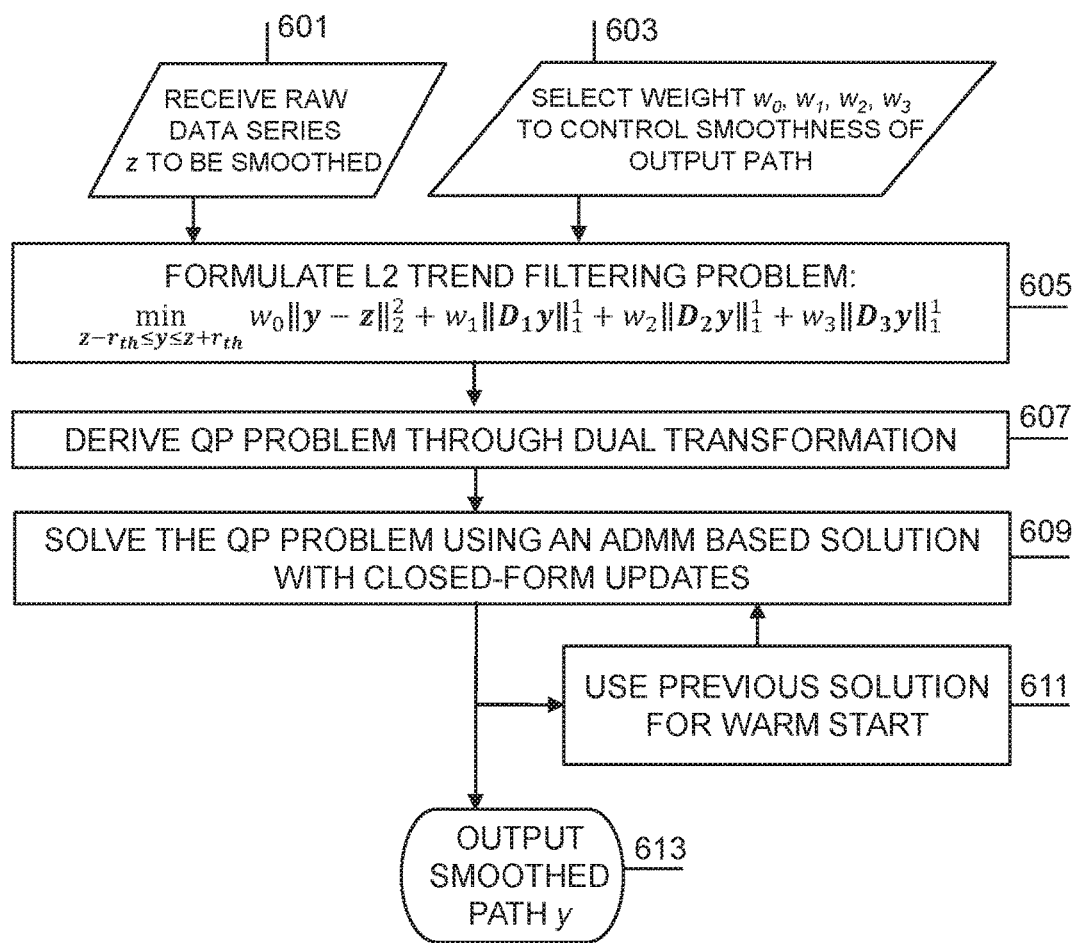 601
603
RECEIVE RAW
DATA SERIES
z TO BE SMOOTHED
SELECT WEIGHT w₀, w₁, w₂, w₃
TO CONTROL SMOOTHNESS OF
OUTPUT PATH
FORMULATE L2 TREND FILTERING PROBLEM:
min w₀‖y − z‖₂² + w₁‖D₁y‖₁¹ + w₂‖D₂y‖₁¹ + w₃‖D₃y‖₁¹
z−rₜₕ≤y≤z+rₜₕ
605
DERIVE QP PROBLEM THROUGH DUAL TRANSFORMATION
607
SOLVE THE QP PROBLEM USING AN ADMM BASED SOLUTION
WITH CLOSED-FORM UPDATES
609
USE PREVIOUS SOLUTION
FOR WARM START
611
OUTPUT
SMOOTHED
PATH y
613